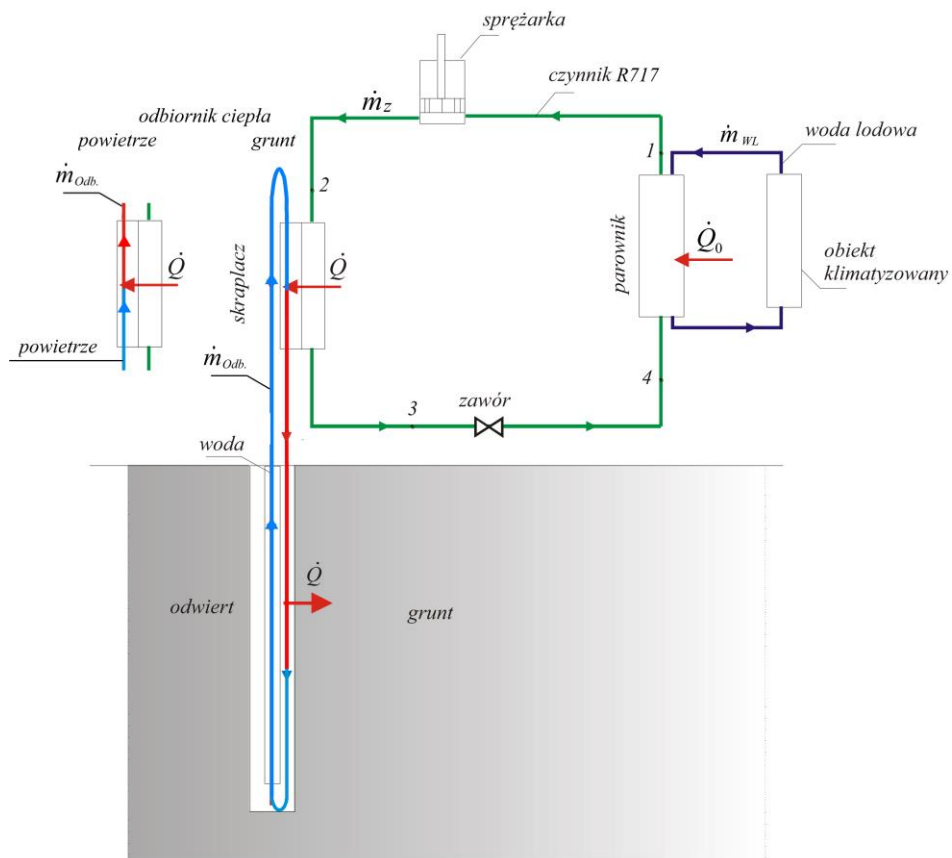 sprężarka
czynnik R717
ṁz
odbiornik ciepła
powietrze
grunt
ṁ WL
woda lodowa
1
2
ṁOdb.
Q̇
skraplacz
Q̇
parownik
Q̇0
obiekt
klimatyzowany
powietrze
ṁOdb.
4
zawór
3
woda
Q̇
odwiert
grunt